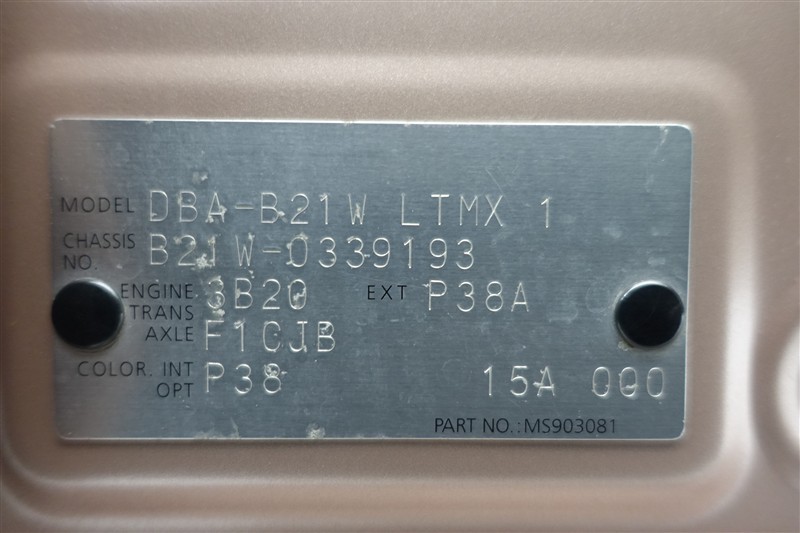 MODEL DBA-B21W LTMX 1
CHASSIS NO. B21W-0339193
ENGINE 3B20 EXT P38A
TRANS AXLE F1CJB
COLOR. INT OPT P38 15A 000
PART NO.:MS903081